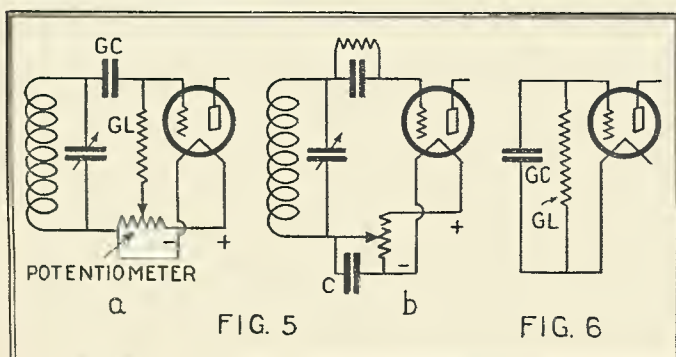 GC
GL
- +
POTENTIOMETER
a
+
-
C
b
FIG. 5
GC
GL
FIG. 6